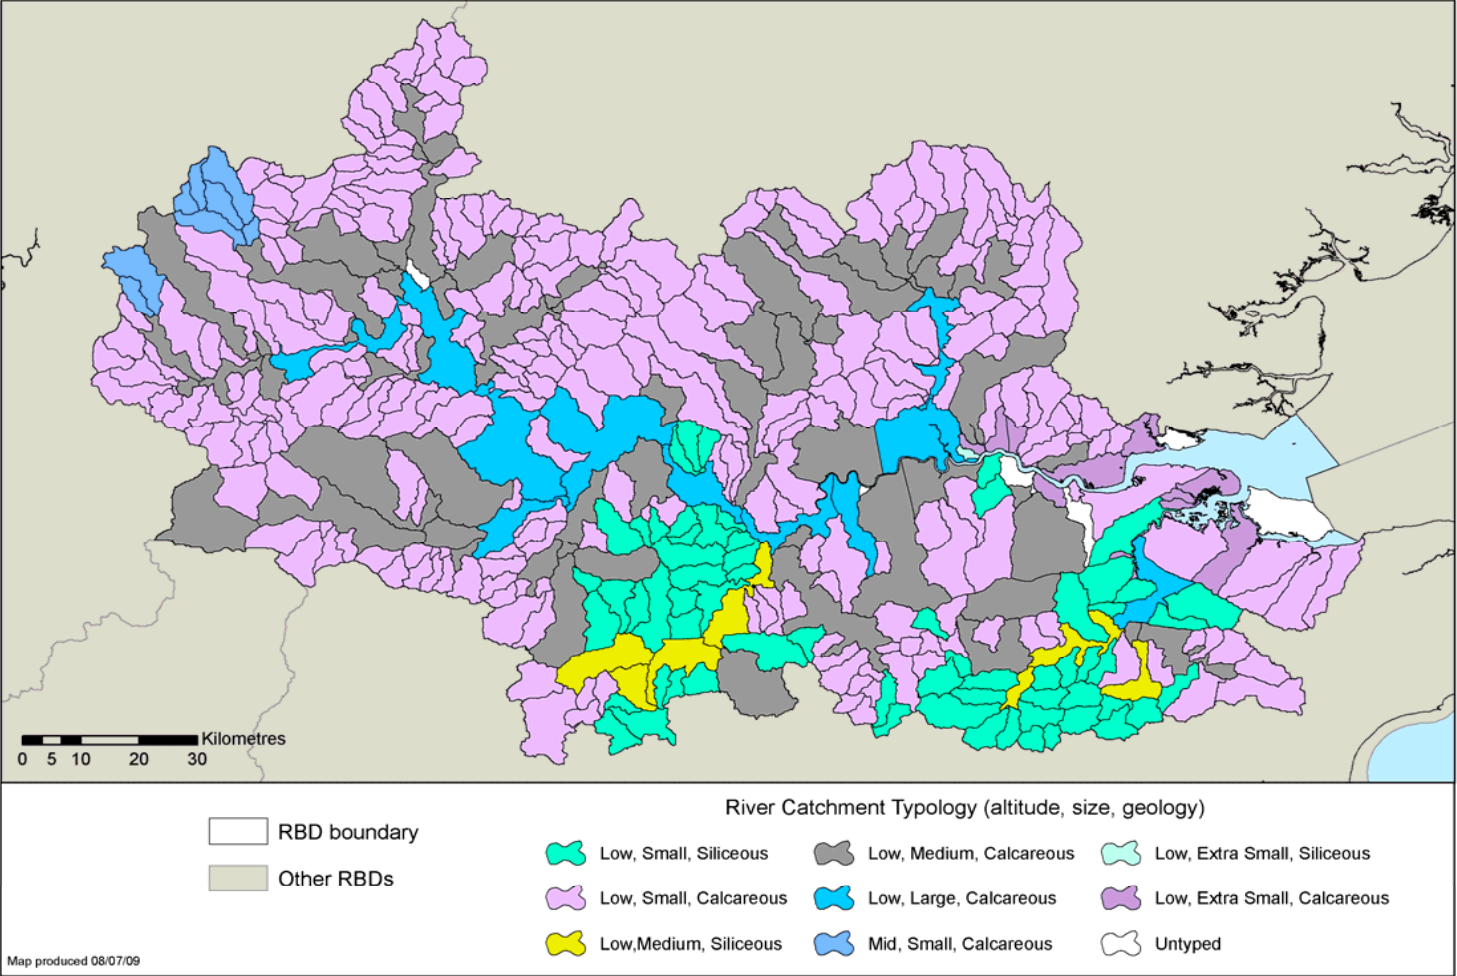 Kilometres
0 5 10 20 30
River Catchment Typology (altitude, size, geology)
RBD boundary
Other RBDs
Low, Small, Siliceous
Low, Medium, Calcareous
Low, Extra Small, Siliceous
Low, Small, Calcareous
Low, Large, Calcareous
Low, Extra Small, Calcareous
Low,Medium, Siliceous
Mid, Small, Calcareous
Untyped
Map produced 08/07/09